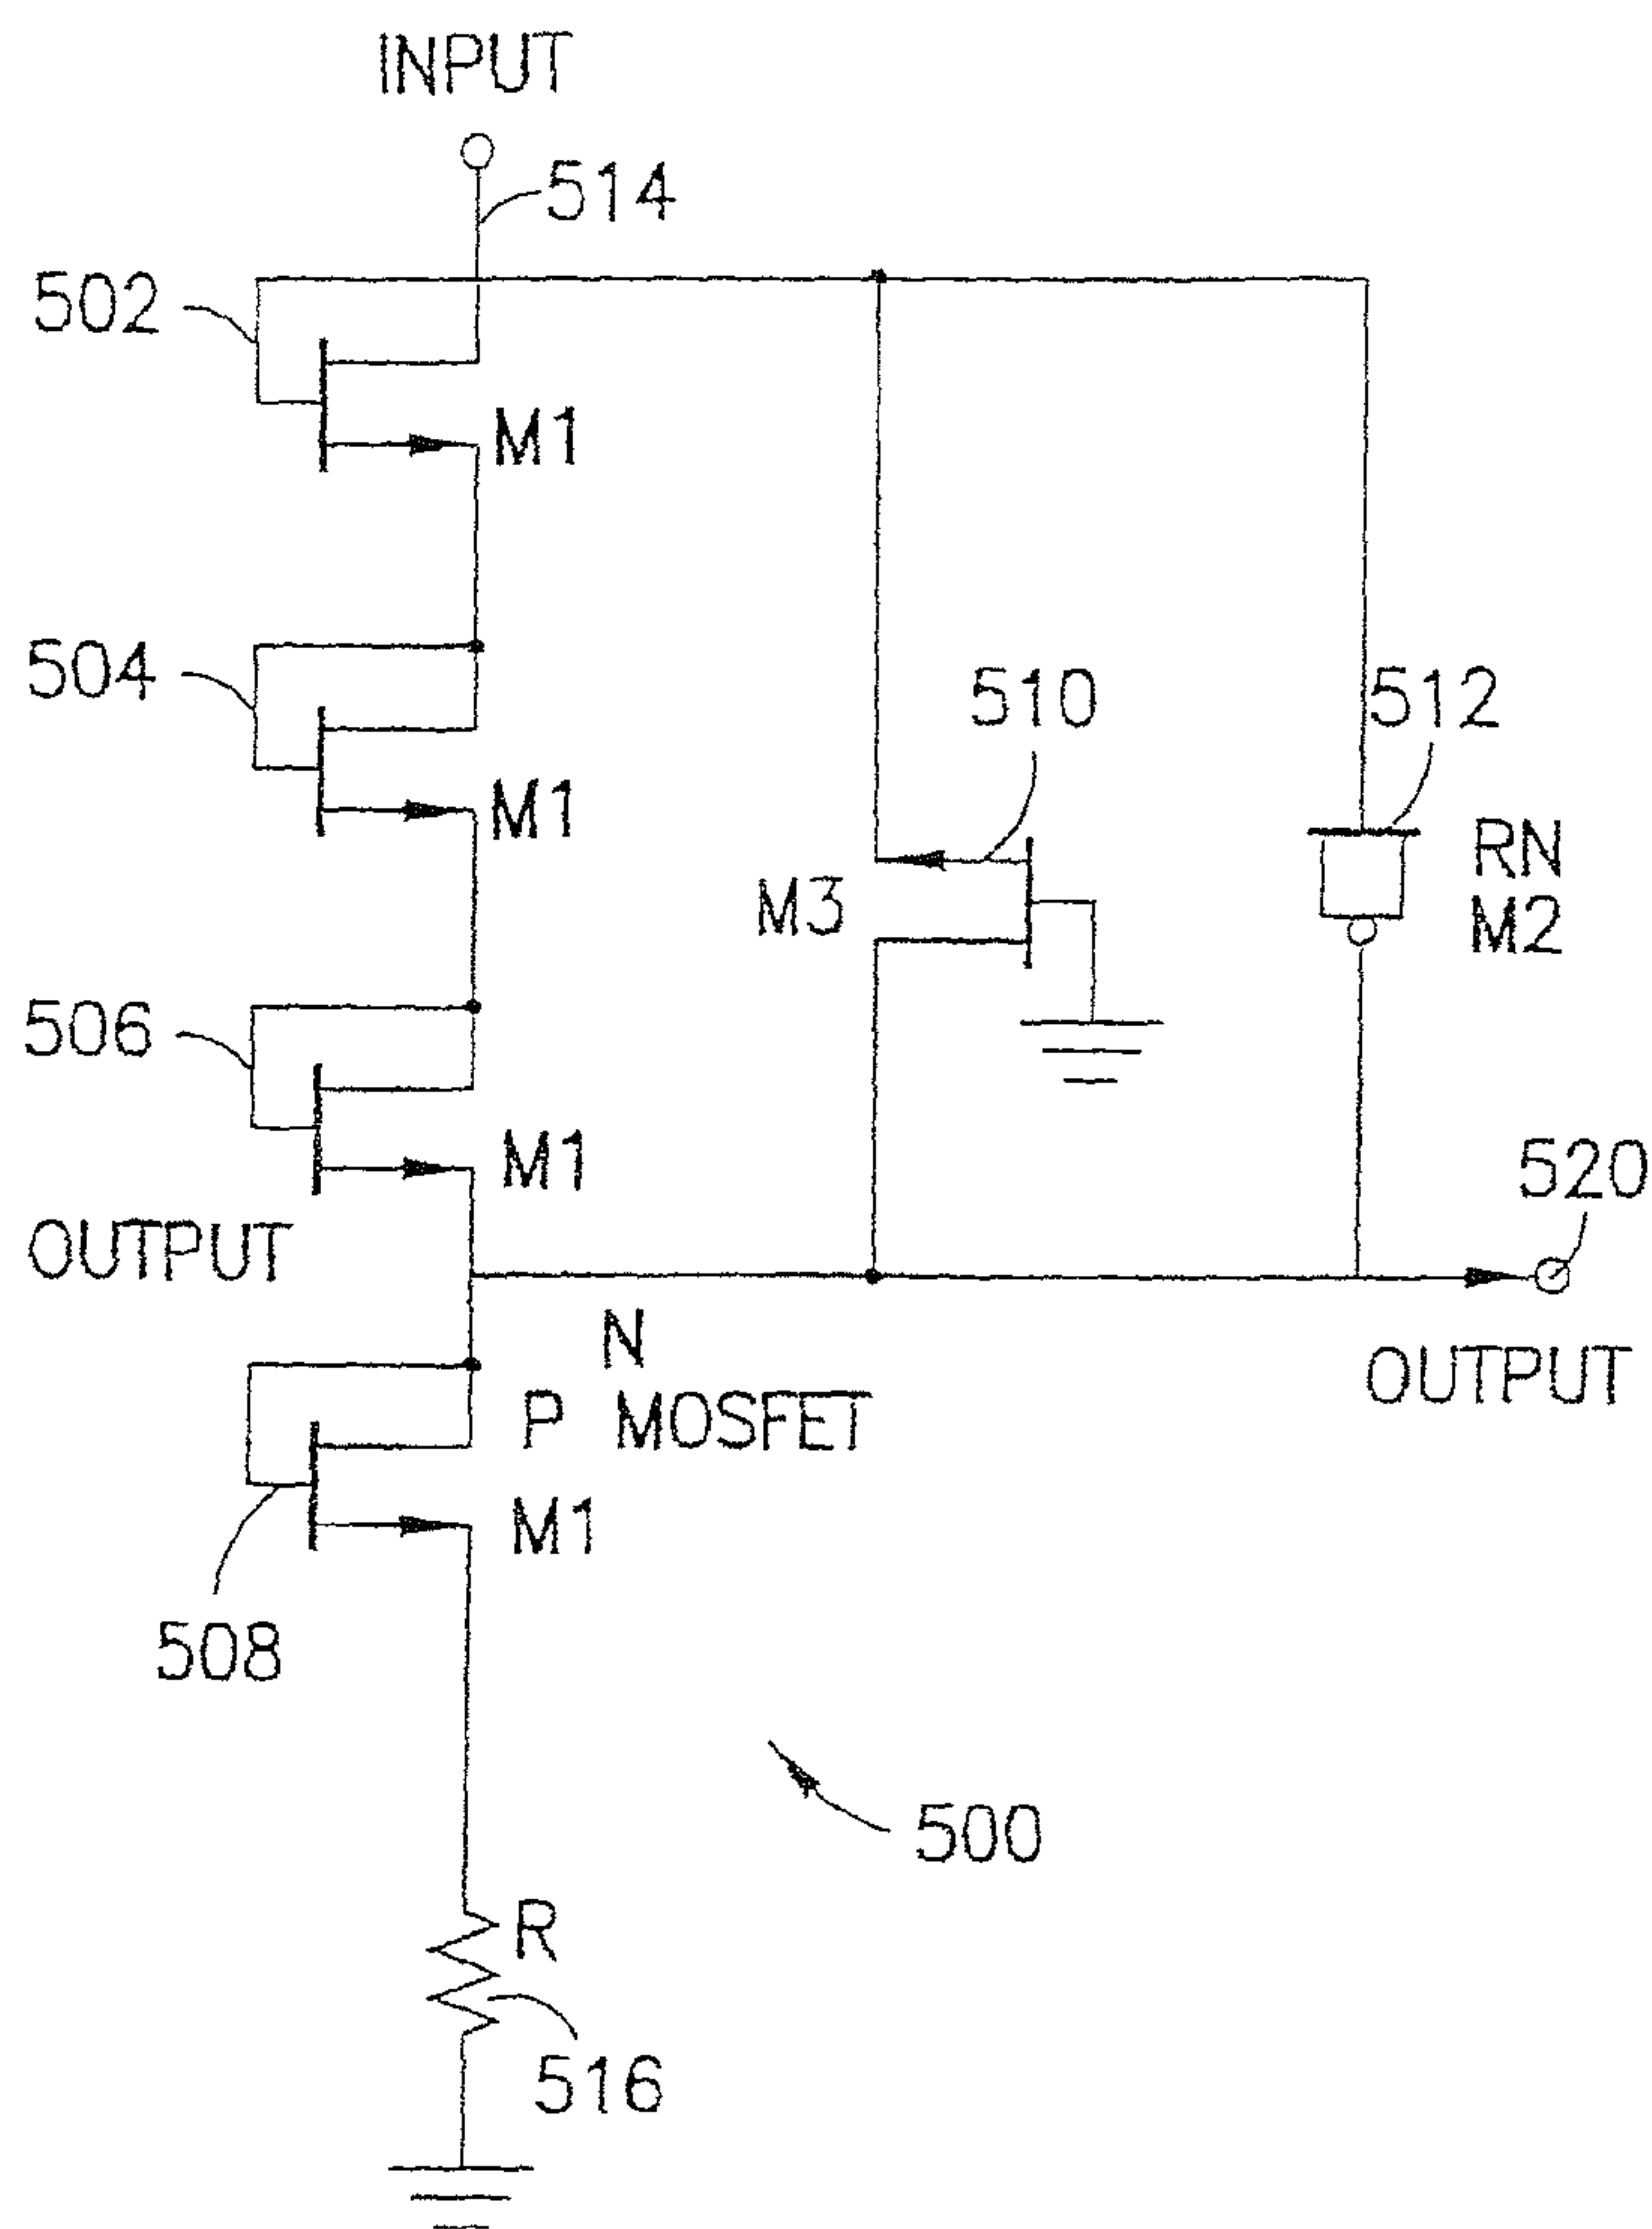 INPUT
514
502
M1
504
M1
510
512
RN
M3
M2
506
M1
520
OUTPUT
N
OUTPUT
P MOSFET
M1
508
500
R
516